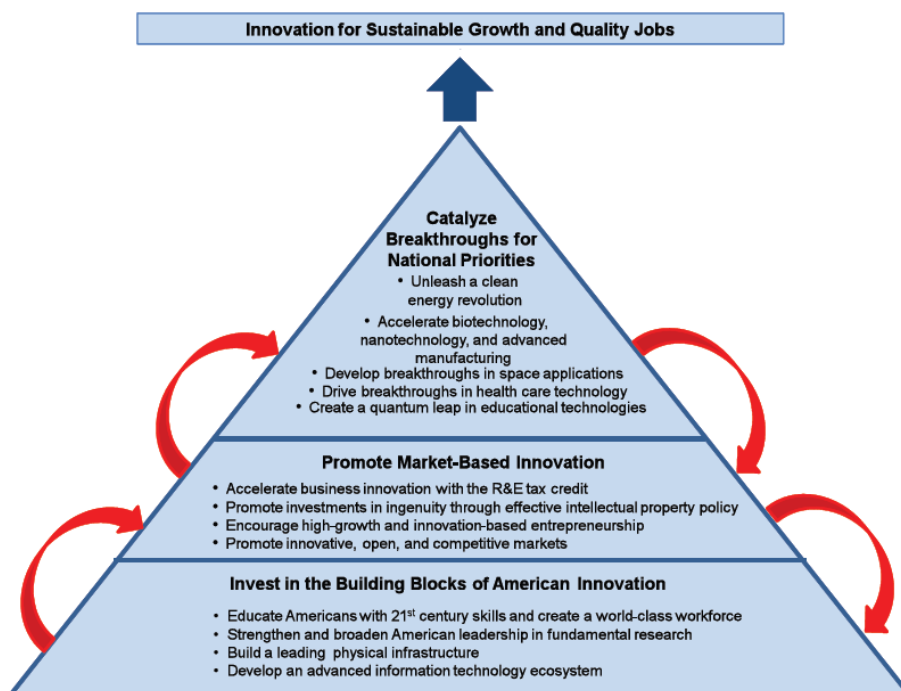 Innovation for Sustainable Growth and Quality Jobs
Catalyze
Breakthroughs for
National Priorities
• Unleash a clean
energy revolution
• Accelerate biotechnology,
nanotechnology, and advanced
manufacturing
• Develop breakthroughs in space applications
• Drive breakthroughs in health care technology
• Create a quantum leap in educational technologies
Promote Market-Based Innovation
• Accelerate business innovation with the R&E tax credit
• Promote investments in ingenuity through effective intellectual property policy
• Encourage high-growth and innovation-based entrepreneurship
• Promote innovative, open, and competitive markets
Invest in the Building Blocks of American Innovation
• Educate Americans with 21st century skills and create a world-class workforce
• Strengthen and broaden American leadership in fundamental research
• Build a leading physical infrastructure
• Develop an advanced information technology ecosystem